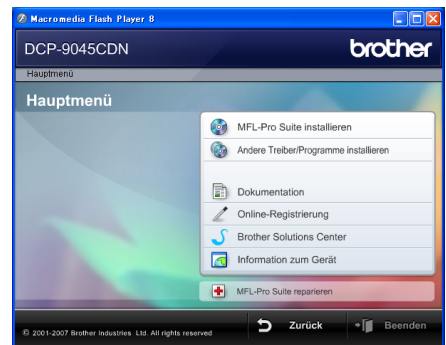 Macromedia Flash Player 8
DCP-9045CDN
brother
Hauptmenü
Hauptmenü
MFL-Pro Suite installieren
Andere Treiber/Programme installieren
Dokumentation
Online-Registrierung
Brother Solutions Center
Information zum Gerät
MFL-Pro Suite reparieren
© 2001-2007 Brother Industries Ltd. All rights reserved
Zurück
Beenden